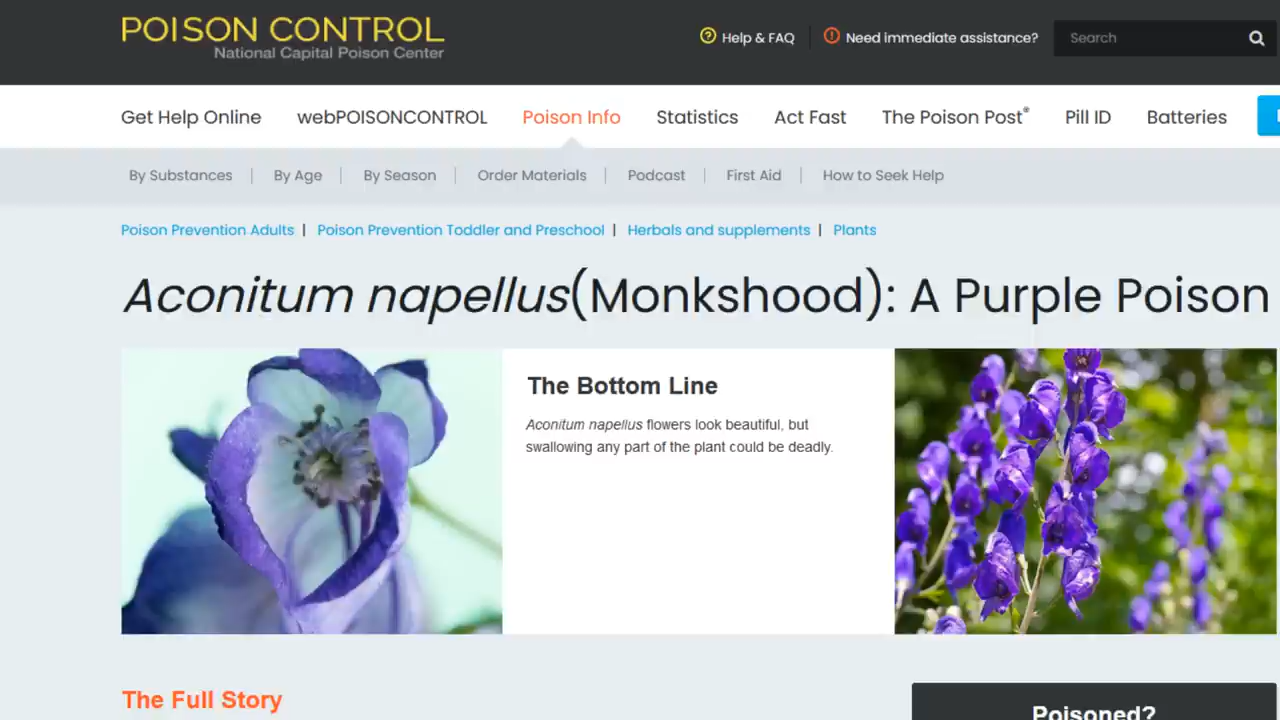 POISON CONTROL
National Capital Poison Center
Help & FAQ
Need immediate assistance?
Search
Get Help Online
webPOISONCONTROL
Poison Info
Statistics
Act Fast
The Poison Post®
Pill ID
Batteries
By Substances | By Age | By Season | Order Materials | Podcast | First Aid | How to Seek Help
Poison Prevention Adults | Poison Prevention Toddler and Preschool | Herbals and supplements | Plants
Aconitum napellus(Monkshood): A Purple Poison
The Bottom Line
Aconitum napellus flowers look beautiful, but
swallowing any part of the plant could be deadly.
The Full Story
Poisoned?